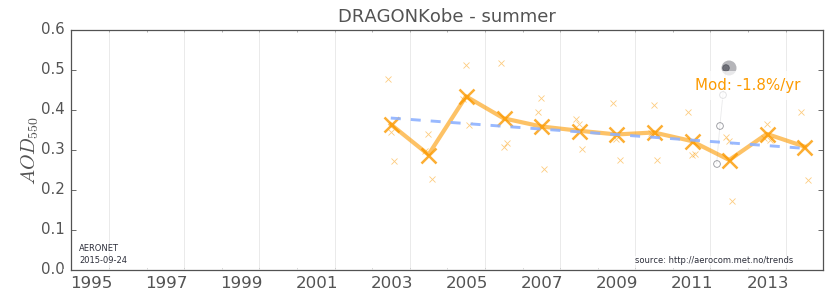 DRAGONKobe - summer
0.6
0.5
Mod: -1.8%/yr
0.4
0.3
AOD550
0.2
0.1
0.0
AERONET
2015-09-24
source: http://aerocom.met.no/trends
1995 1997 1999 2001 2003 2005 2007 2009 2011 2013